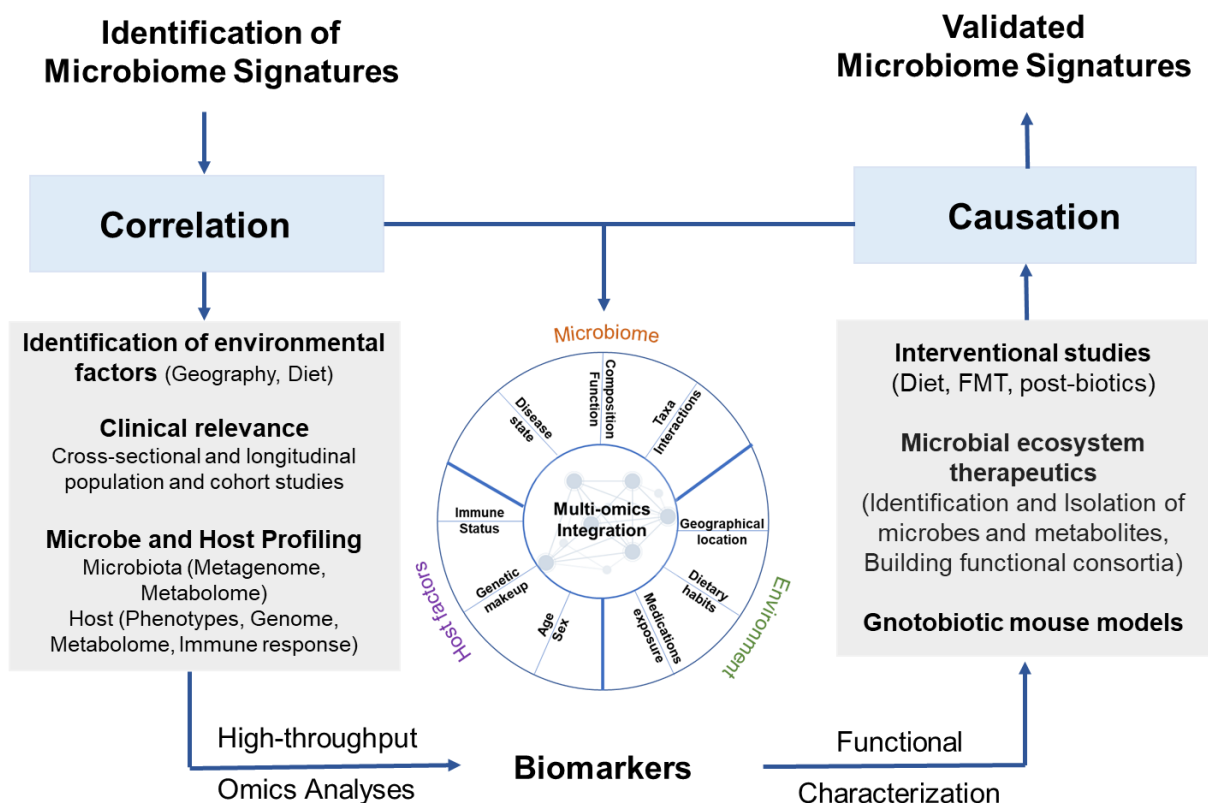 Identification of
Microbiome Signatures
Validated
Microbiome Signatures
Correlation
Causation
Identification of environmental
factors (Geography, Diet)
Clinical relevance
Cross-sectional and longitudinal
population and cohort studies
Microbe and Host Profiling
Microbiota (Metagenome,
Metabolome)
Host (Phenotypes, Genome,
Metabolome, Immune response)
Microbiome
Disease
state
Composition
Function
Taxa
Interactions
Immune
Status
Multi-omics
Integration
Geographical
location
Genetic
makeup
Dietary
habits
Age
Sex
Medications
exposure
Host factors
Environment
Interventional studies
(Diet, FMT, post-biotics)
Microbial ecosystem
therapeutics
(Identification and Isolation of
microbes and metabolites,
Building functional consortia)
Gnotobiotic mouse models
High-throughput
Omics Analyses
Biomarkers
Functional
Characterization